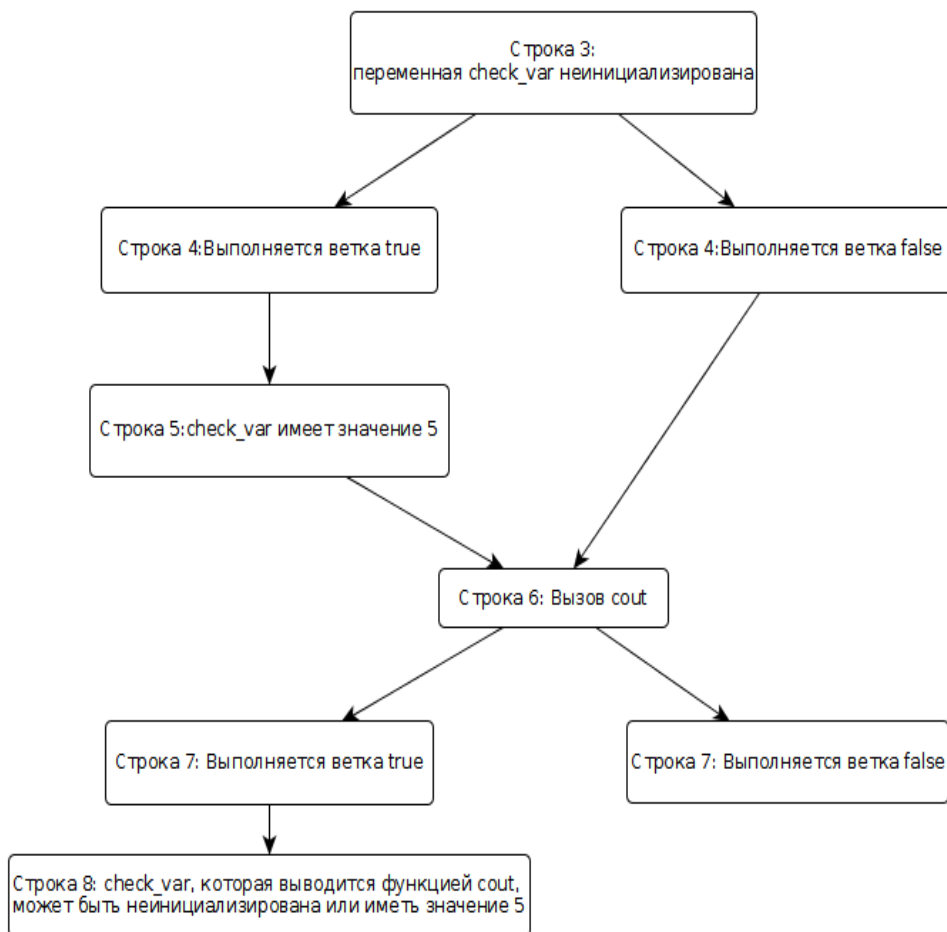 Строка 3:
переменная check_var неинициализирована
Строка 4:Выполняется ветка true
Строка 4:Выполняется ветка false
Строка 5:check_var имеет значение 5
Строка 6: Вызов cout
Строка 7: Выполняется ветка true
Строка 7: Выполняется ветка false
Строка 8: check_var, которая выводится функцией cout,
может быть неинициализирована или иметь значение 5